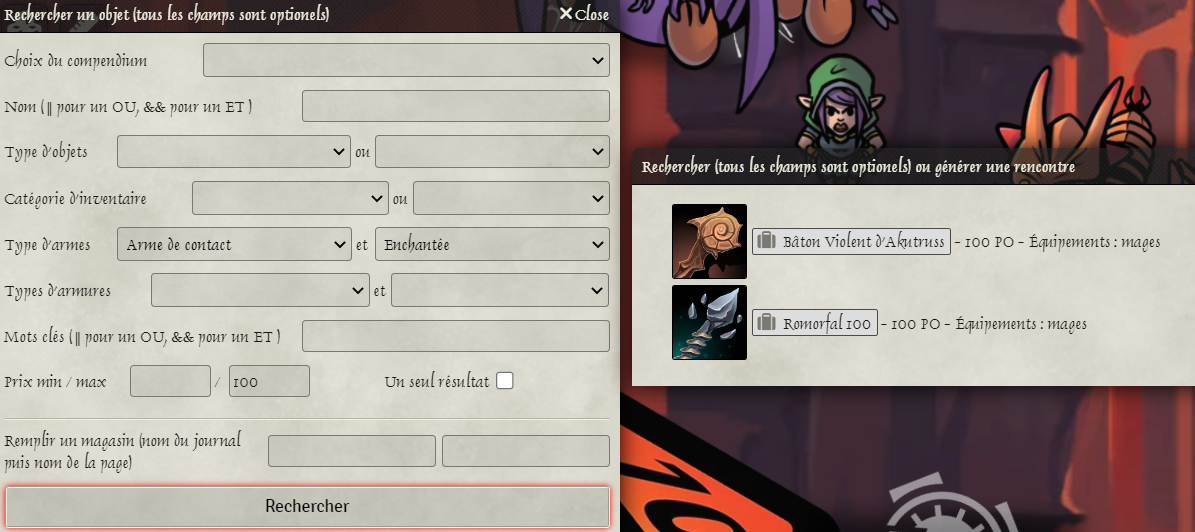 Rechercher un objet (tous les champs sont optionels)
Close
Choix du compendium
Nom ( || pour un OU, && pour un ET )
Type d'objets
ou
Catégorie d'inventaire
ou
Type d'armes
Arme de contact
et
Enchantée
Types d'armures
et
Mots clés ( || pour un OU, && pour un ET )
Prix min / max
/
100
Un seul résultat
Remplir un magasin (nom du journal
puis nom de la page)
Rechercher
Rechercher (tous les champs sont optionels) ou générer une rencontre
Bâton Violent d'Akutruss - 100 PO - Équipements : mages
Romorfal 100 - 100 PO - Équipements : mages